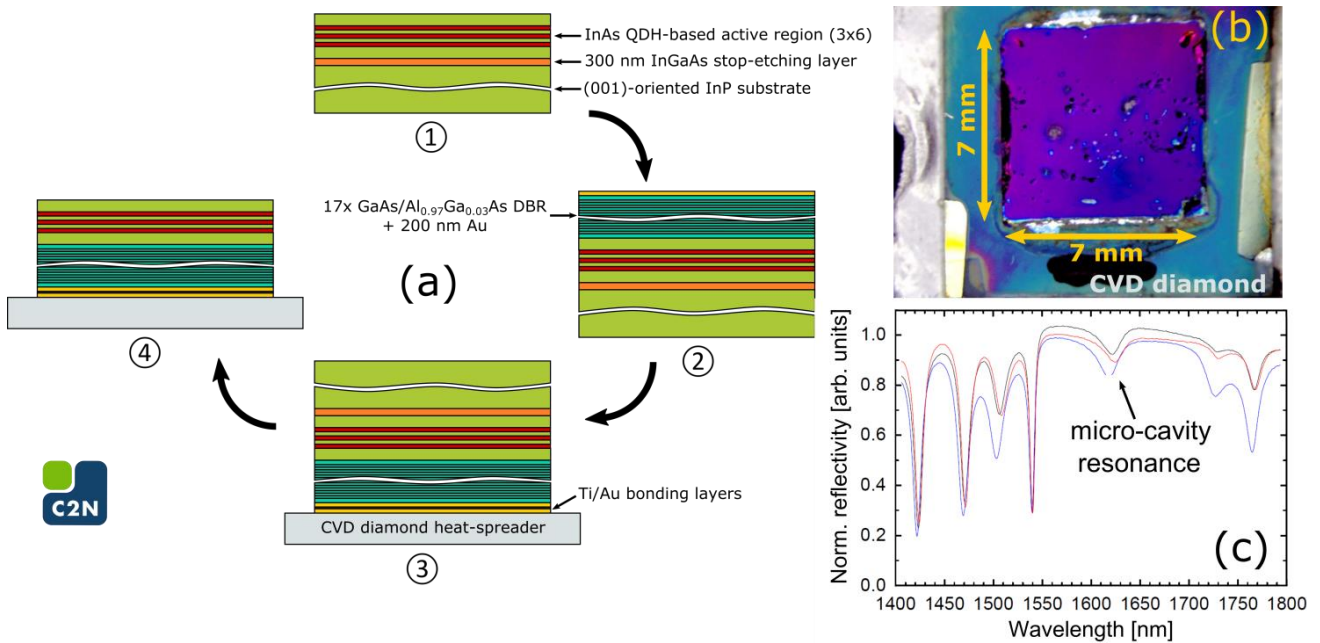 InAs QDH-based active region (3x6)
300 nm InGaAs stop-etching layer
(001)-oriented InP substrate
①
17x GaAs/Al0.97Ga0.03As DBR
+ 200 nm Au
(a)
②
④
Ti/Au bonding layers
CVD diamond heat-spreader
③
C2N
(b)
7 mm
7 mm
CVD diamond
Norm. reflectivity [arb. units]
1.0
0.8
0.6
0.4
0.2
0.0
micro-cavity
resonance
(c)
1400 1450 1500 1550 1600 1650 1700 1750 1800
Wavelength [nm]